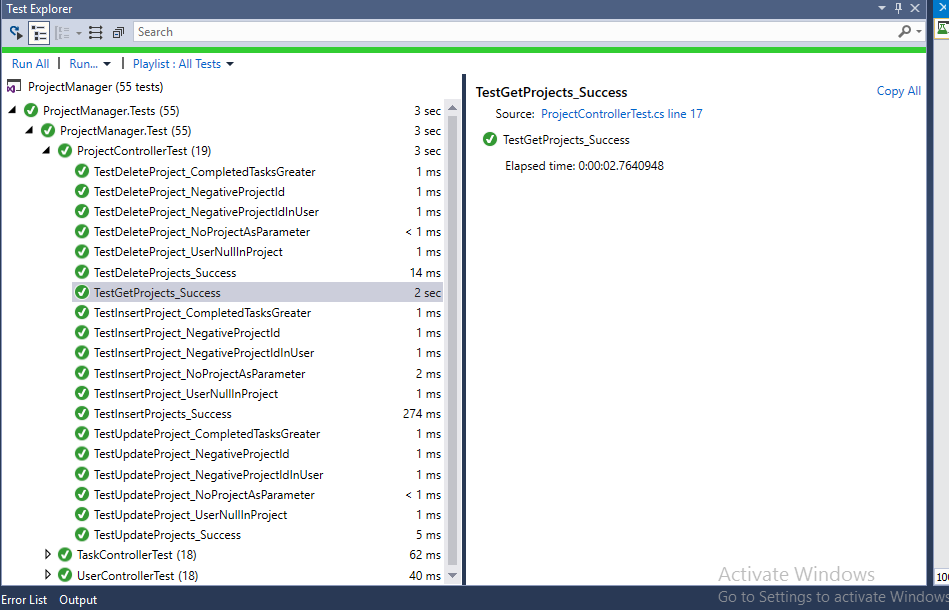 Test Explorer
Search
Run All | Run... | Playlist : All Tests
ProjectManager (55 tests)
ProjectManager.Tests (55) 3 sec
ProjectManager.Test (55) 3 sec
ProjectControllerTest (19) 3 sec
TestDeleteProject_CompletedTasksGreater 1 ms
TestDeleteProject_NegativeProjectId 1 ms
TestDeleteProject_NegativeProjectIdInUser 1 ms
TestDeleteProject_NoProjectAsParameter < 1 ms
TestDeleteProject_UserNullInProject 1 ms
TestDeleteProjects_Success 14 ms
TestGetProjects_Success 2 sec
TestInsertProject_CompletedTasksGreater 1 ms
TestInsertProject_NegativeProjectId 1 ms
TestInsertProject_NegativeProjectIdInUser 1 ms
TestInsertProject_NoProjectAsParameter 2 ms
TestInsertProject_UserNullInProject 1 ms
TestInsertProjects_Success 274 ms
TestUpdateProject_CompletedTasksGreater 1 ms
TestUpdateProject_NegativeProjectId 1 ms
TestUpdateProject_NegativeProjectIdInUser 1 ms
TestUpdateProject_NoProjectAsParameter < 1 ms
TestUpdateProject_UserNullInProject 1 ms
TestUpdateProjects_Success 5 ms
TaskControllerTest (18) 62 ms
UserControllerTest (18) 40 ms
TestGetProjects_Success
Copy All
Source: ProjectControllerTest.cs line 17
TestGetProjects_Success
Elapsed time: 0:00:02.7640948
Activate Windows
Go to Settings to activate Windows
Error List Output